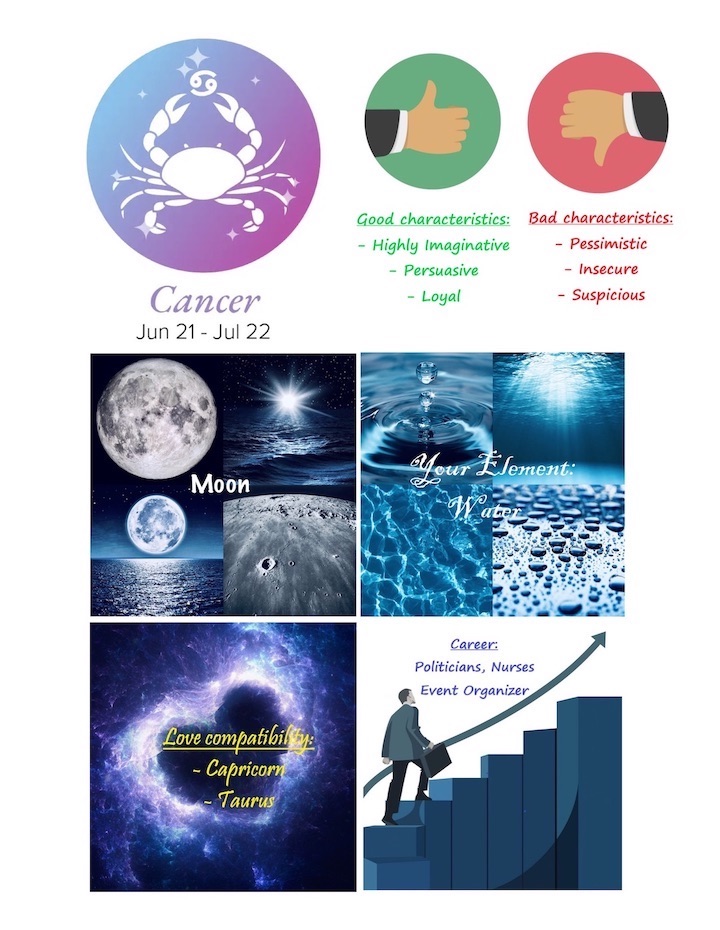 Cancer
Jun 21 - Jul 22
Good characteristics:
- Highly Imaginative
- Persuasive
- Loyal
Bad characteristics:
- Pessimistic
- Insecure
- Suspicious
Moon
Your Element:
Water
Love compatibility:
- Capricorn
- Taurus
Career:
Politicians, Nurses
Event Organizer